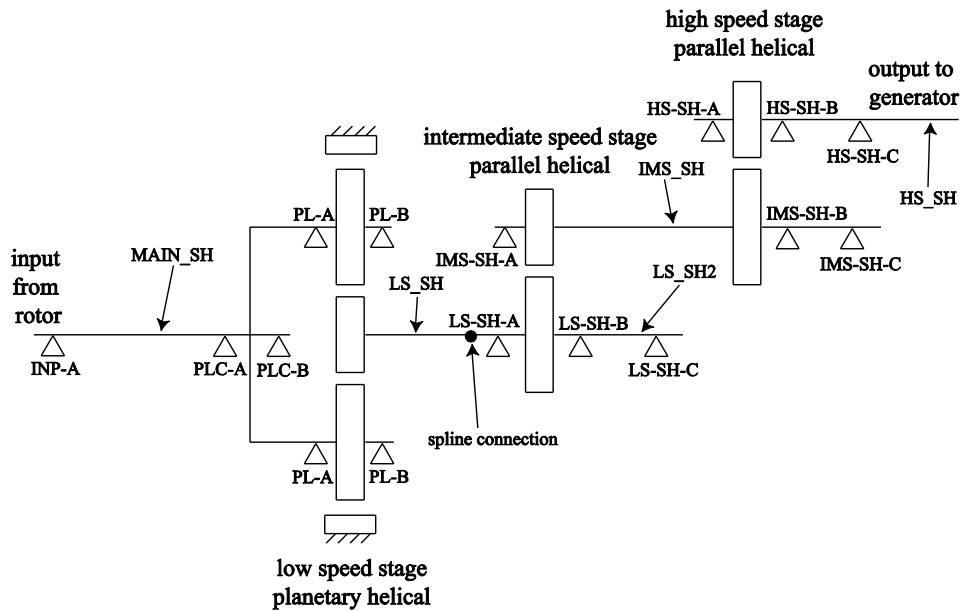 high speed stage
parallel helical
output to
generator
HS-SH-A
HS-SH-B
HS-SH-C
HS_SH
intermediate speed stage
parallel helical
IMS_SH
PL-A
PL-B
IMS-SH-A
IMS-SH-B
IMS-SH-C
input
from
rotor
MAIN_SH
LS_SH
LS_SH2
LS-SH-A
LS-SH-B
LS-SH-C
INP-A
PLC-A
PLC-B
spline connection
PL-A
PL-B
low speed stage
planetary helical